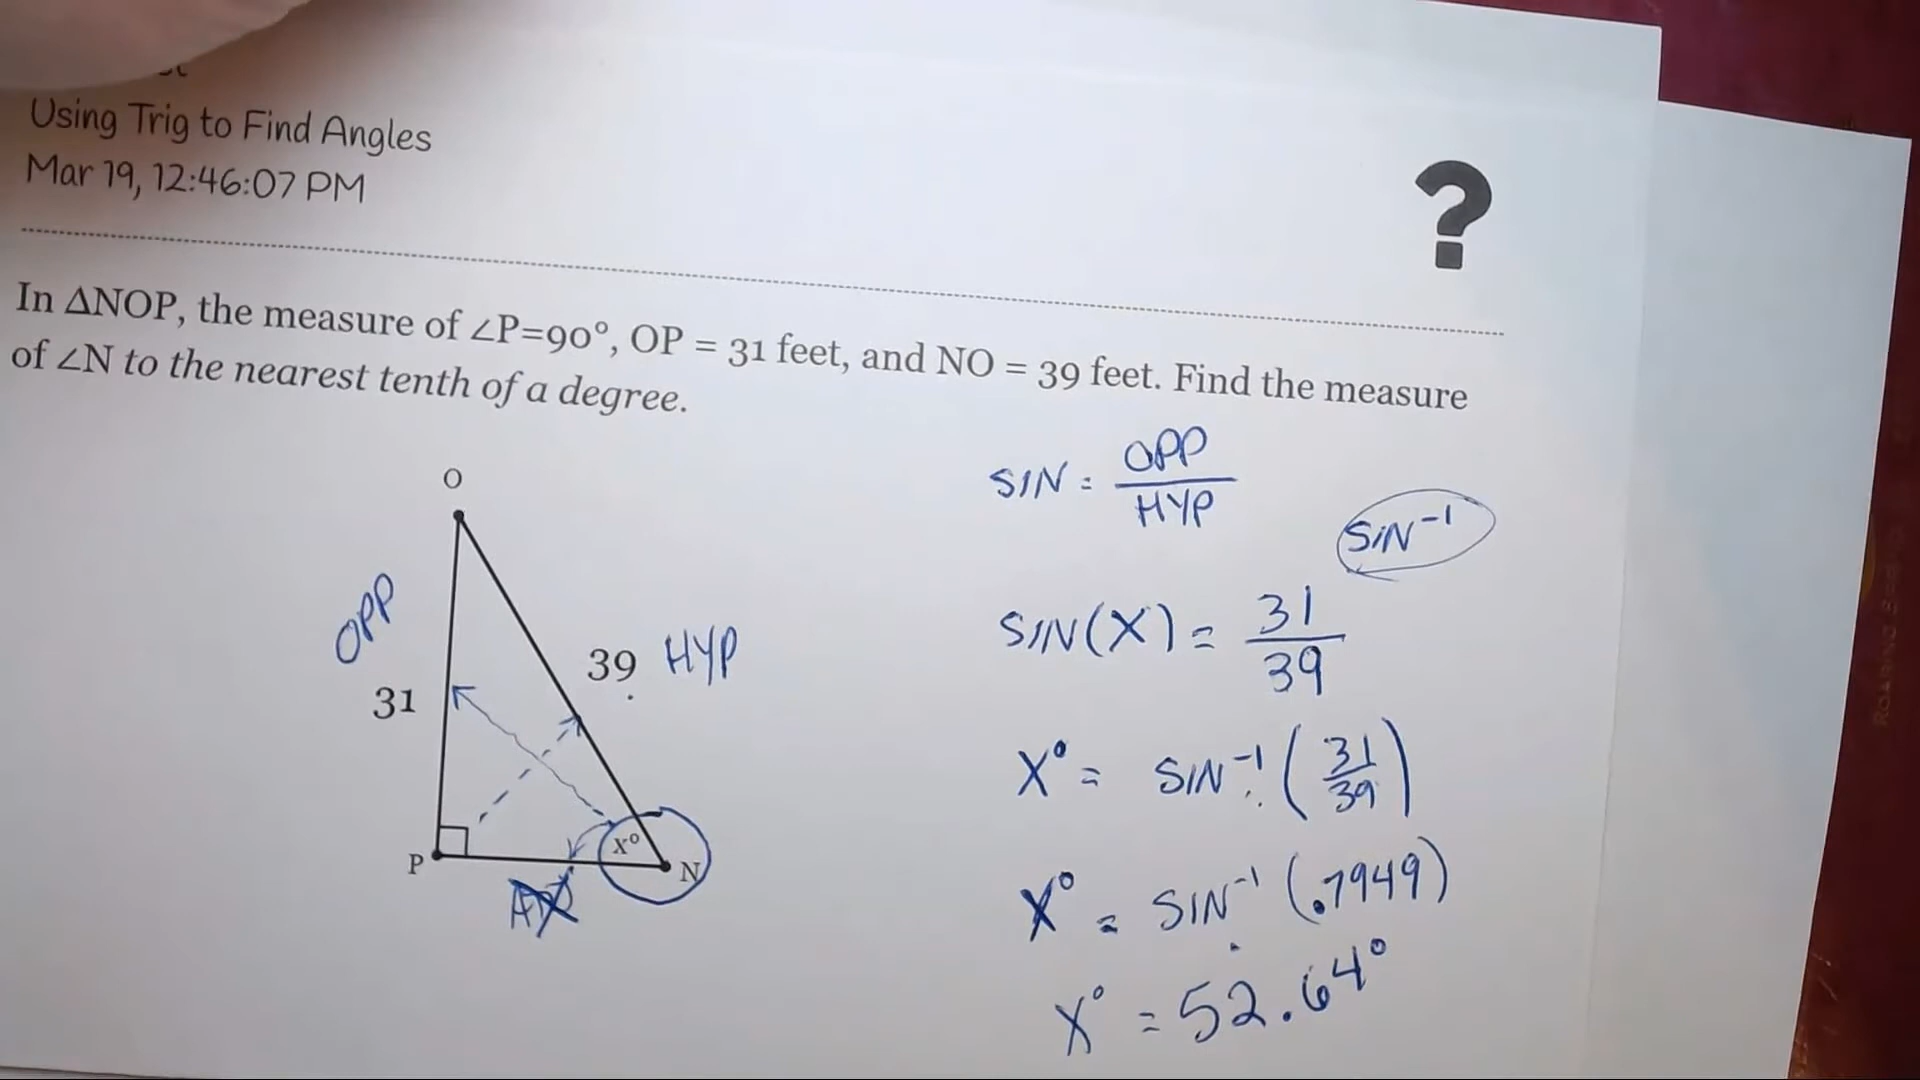 Using Trig to Find Angles
Mar 19, 12:46:07 PM
?
In ΔNOP, the measure of ∠P=90°, OP = 31 feet, and NO = 39 feet. Find the measure
of ∠N to the nearest tenth of a degree.
SIN = OPP/HYP
SIN⁻¹
O
OPP
39 HYP
31
P
x°
N
SIN(X) = 31/39
X° = SIN⁻¹ (31/39)
X° = SIN⁻¹ (.7949)
X° = 52.64°